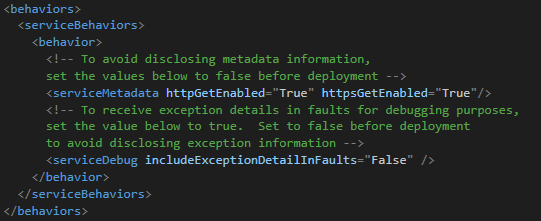 <behaviors>
<serviceBehaviors>
<behavior>
<!-- To avoid disclosing metadata information,
set the values below to false before deployment -->
<serviceMetadata httpGetEnabled="True" httpsGetEnabled="True"/>
<!-- To receive exception details in faults for debugging purposes,
set the value below to true.  Set to false before deployment
to avoid disclosing exception information -->
<serviceDebug includeExceptionDetailInFaults="False" />
</behavior>
</serviceBehaviors>
</behaviors>